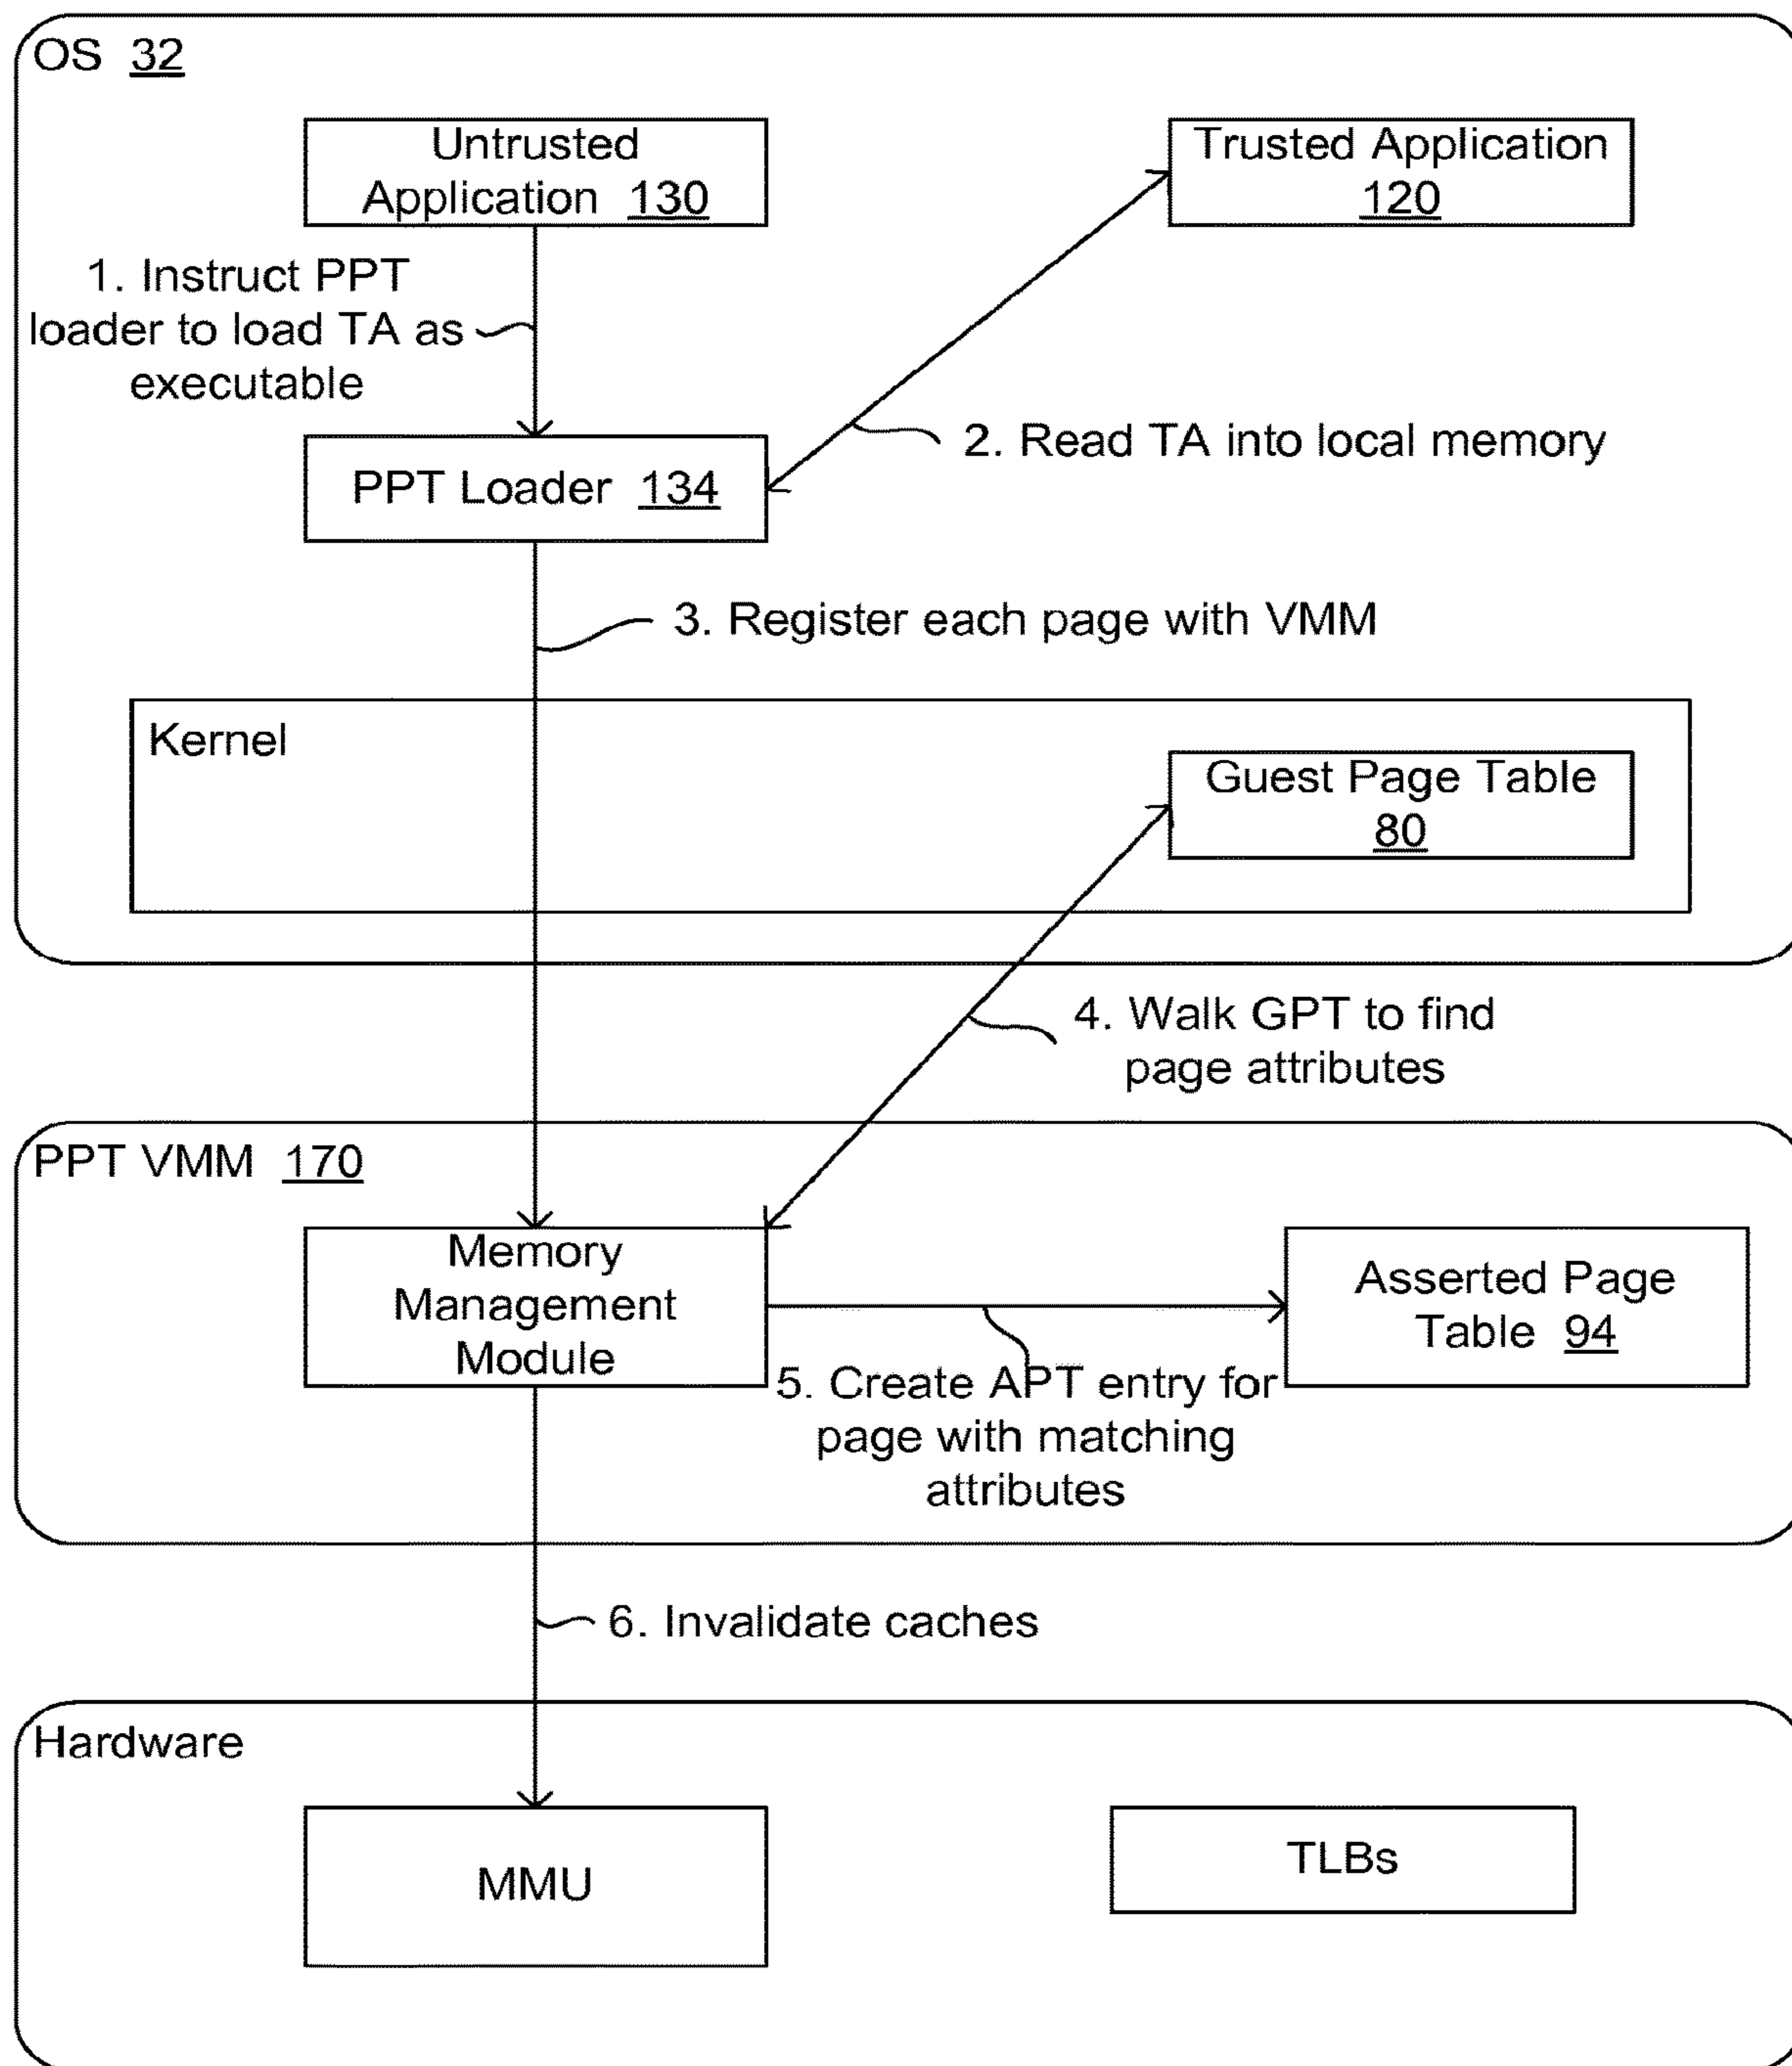 OS 32
Untrusted
Application 130
Trusted Application
120
1. Instruct PPT
loader to load TA as
executable
2. Read TA into local memory
PPT Loader 134
3. Register each page with VMM
Kernel
Guest Page Table
80
4. Walk GPT to find
page attributes
PPT VMM 170
Memory
Management
Module
Asserted Page
Table 94
5. Create APT entry for
page with matching
attributes
6. Invalidate caches
Hardware
MMU
TLBs